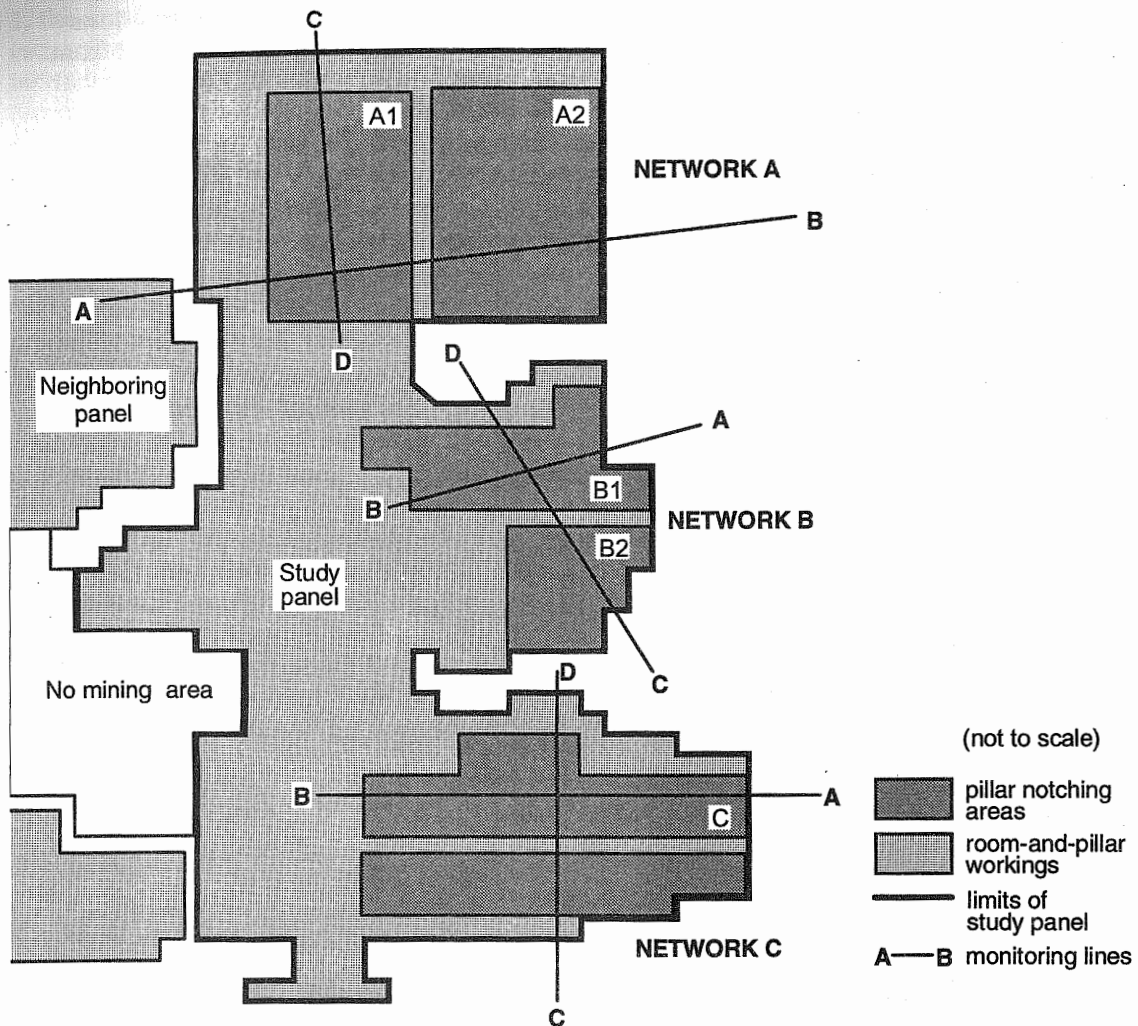 C
A1
A2
NETWORK A
B
A
D
D
Neighboring
panel
A
B1
B
NETWORK B
B2
Study
panel
D
C
No mining area
(not to scale)
B
A
C
pillar notching
areas
room-and-pillar
workings
limits of
study panel
NETWORK C
A B monitoring lines
C